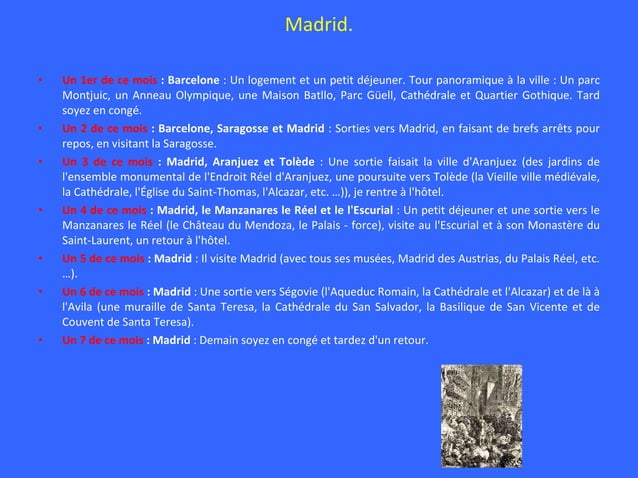 Madrid.
• Un 1er de ce mois : Barcelone : Un logement et un petit déjeuner. Tour panoramique à la ville : Un parc
Montjuic, un Anneau Olympique, une Maison Batllo, Parc Güell, Cathédrale et Quartier Gothique. Tard
soyez en congé.
• Un 2 de ce mois : Barcelone, Saragosse et Madrid : Sorties vers Madrid, en faisant de brefs arrêts pour
repos, en visitant la Saragosse.
• Un 3 de ce mois : Madrid, Aranjuez et Tolède : Une sortie faisait la ville d'Aranjuez (des jardins de
l'ensemble monumental de l'Endroit Réel d'Aranjuez, une poursuite vers Tolède (la Vieille ville médiévale,
la Cathédrale, l'Église du Saint-Thomas, l'Alcazar, etc. …)), je rentre à l'hôtel.
• Un 4 de ce mois : Madrid, le Manzanares le Réel et le l'Escurial : Un petit déjeuner et une sortie vers le
Manzanares le Réel (le Château du Mendoza, le Palais - force), visite au l'Escurial et à son Monastère du
Saint-Laurent, un retour à l'hôtel.
• Un 5 de ce mois : Madrid : Il visite Madrid (avec tous ses musées, Madrid des Austrias, du Palais Réel, etc.
…).
• Un 6 de ce mois : Madrid : Une sortie vers Ségovie (l'Aqueduc Romain, la Cathédrale et l'Alcazar) et de là à
l'Avila (une muraille de Santa Teresa, la Cathédrale du San Salvador, la Basilique de San Vicente et de
Couvent de Santa Teresa).
• Un 7 de ce mois : Madrid : Demain soyez en congé et tardez d'un retour.